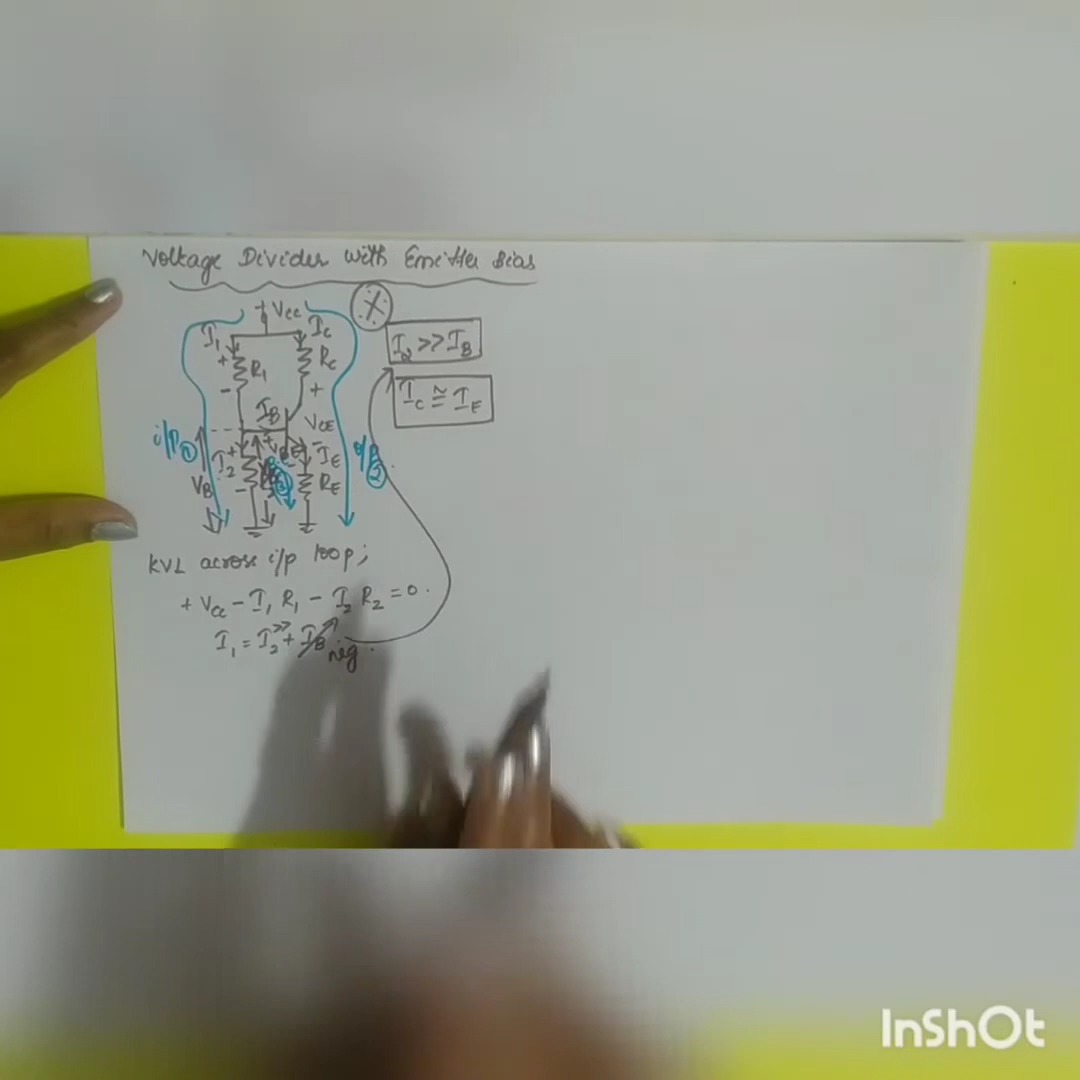 Voltage Divider with Emitter Bias
+ Vcc
I1 Ic
+ R1 Rc
- +
IB VCE
i/p ① I2 + VBE - IE o/p ②
VB RE
I2 >> IB
Ic ≅ IE
KVL across i/p loop;
+ Vcc - I1 R1 - I2 R2 = 0.
I1 = I2 >> + IB neg.
InShOt